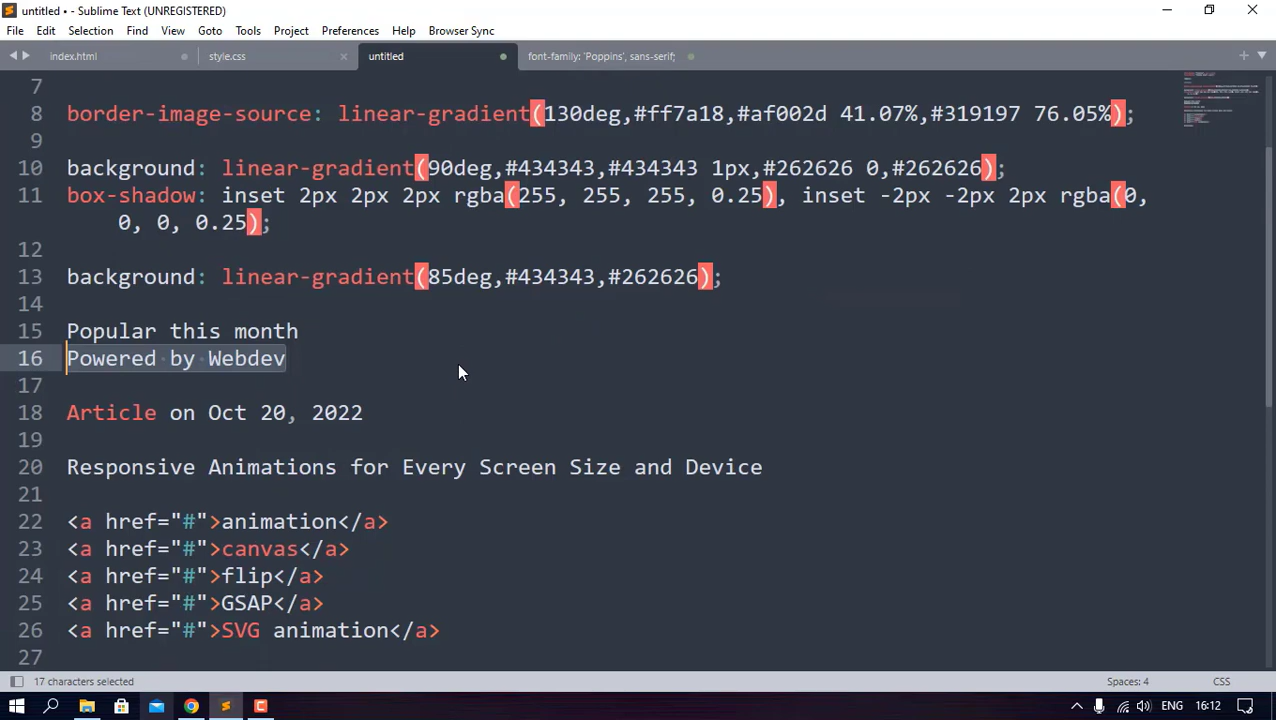 untitled • - Sublime Text (UNREGISTERED)
File Edit Selection Find View Goto Tools Project Preferences Help Browser Sync
index.html style.css untitled font-family: 'Poppins', sans-serif;
7
8 border-image-source: linear-gradient(130deg,#ff7a18,#af002d 41.07%,#319197 76.05%);
9
10 background: linear-gradient(90deg,#434343,#434343 1px,#262626 0,#262626);
11 box-shadow: inset 2px 2px 2px rgba(255, 255, 255, 0.25), inset -2px -2px 2px rgba(0,
0, 0, 0.25);
12
13 background: linear-gradient(85deg,#434343,#262626);
14
15 Popular this month
16 Powered by Webdev
17
18 Article on Oct 20, 2022
19
20 Responsive Animations for Every Screen Size and Device
21
22 <a href="#">animation</a>
23 <a href="#">canvas</a>
24 <a href="#">flip</a>
25 <a href="#">GSAP</a>
26 <a href="#">SVG animation</a>
27
17 characters selected Spaces: 4 CSS
ENG 16:12